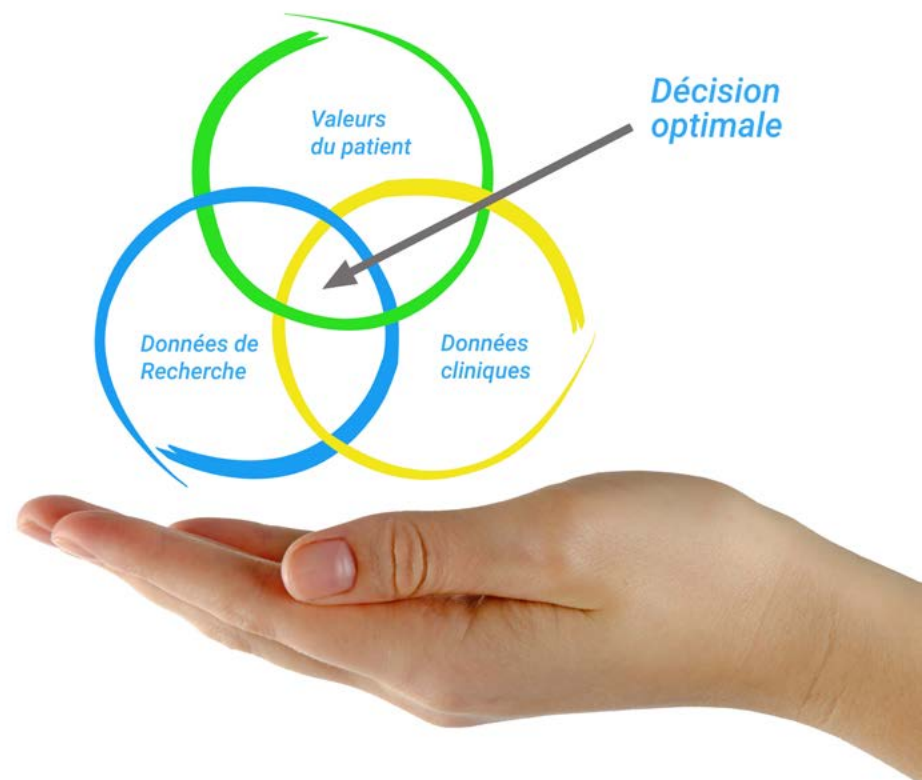 Valeurs
du patient
Décision
optimale
Données de
Recherche
Données
cliniques